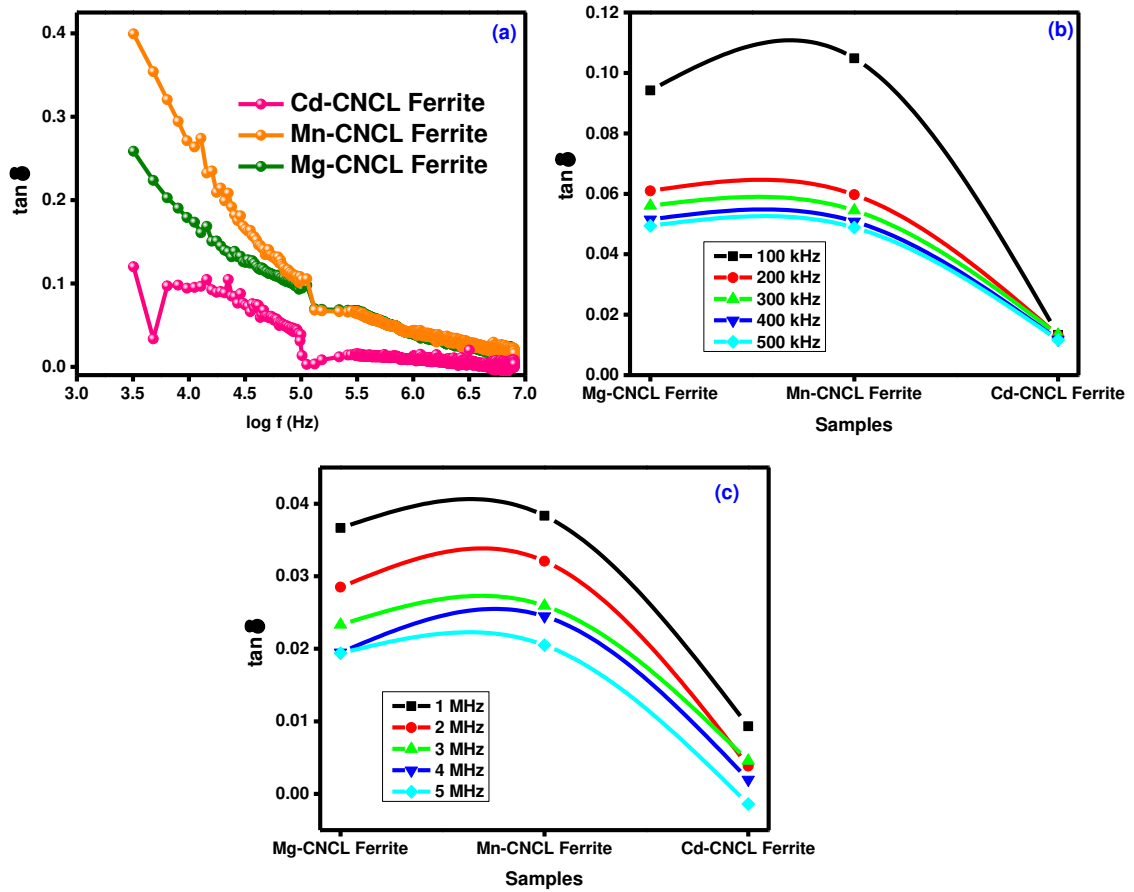 (a)
0.4
0.3
0.2
0.1
0.0
tan δ
Cd-CNCL Ferrite
Mn-CNCL Ferrite
Mg-CNCL Ferrite
3.0 3.5 4.0 4.5 5.0 5.5 6.0 6.5 7.0
log f (Hz)
(b)
0.12
0.10
0.08
0.06
0.04
0.02
0.00
tan δ
100 kHz
200 kHz
300 kHz
400 kHz
500 kHz
Mg-CNCL Ferrite Mn-CNCL Ferrite Cd-CNCL Ferrite
Samples
(c)
0.04
0.03
0.02
0.01
0.00
tan δ
1 MHz
2 MHz
3 MHz
4 MHz
5 MHz
Mg-CNCL Ferrite Mn-CNCL Ferrite Cd-CNCL Ferrite
Samples